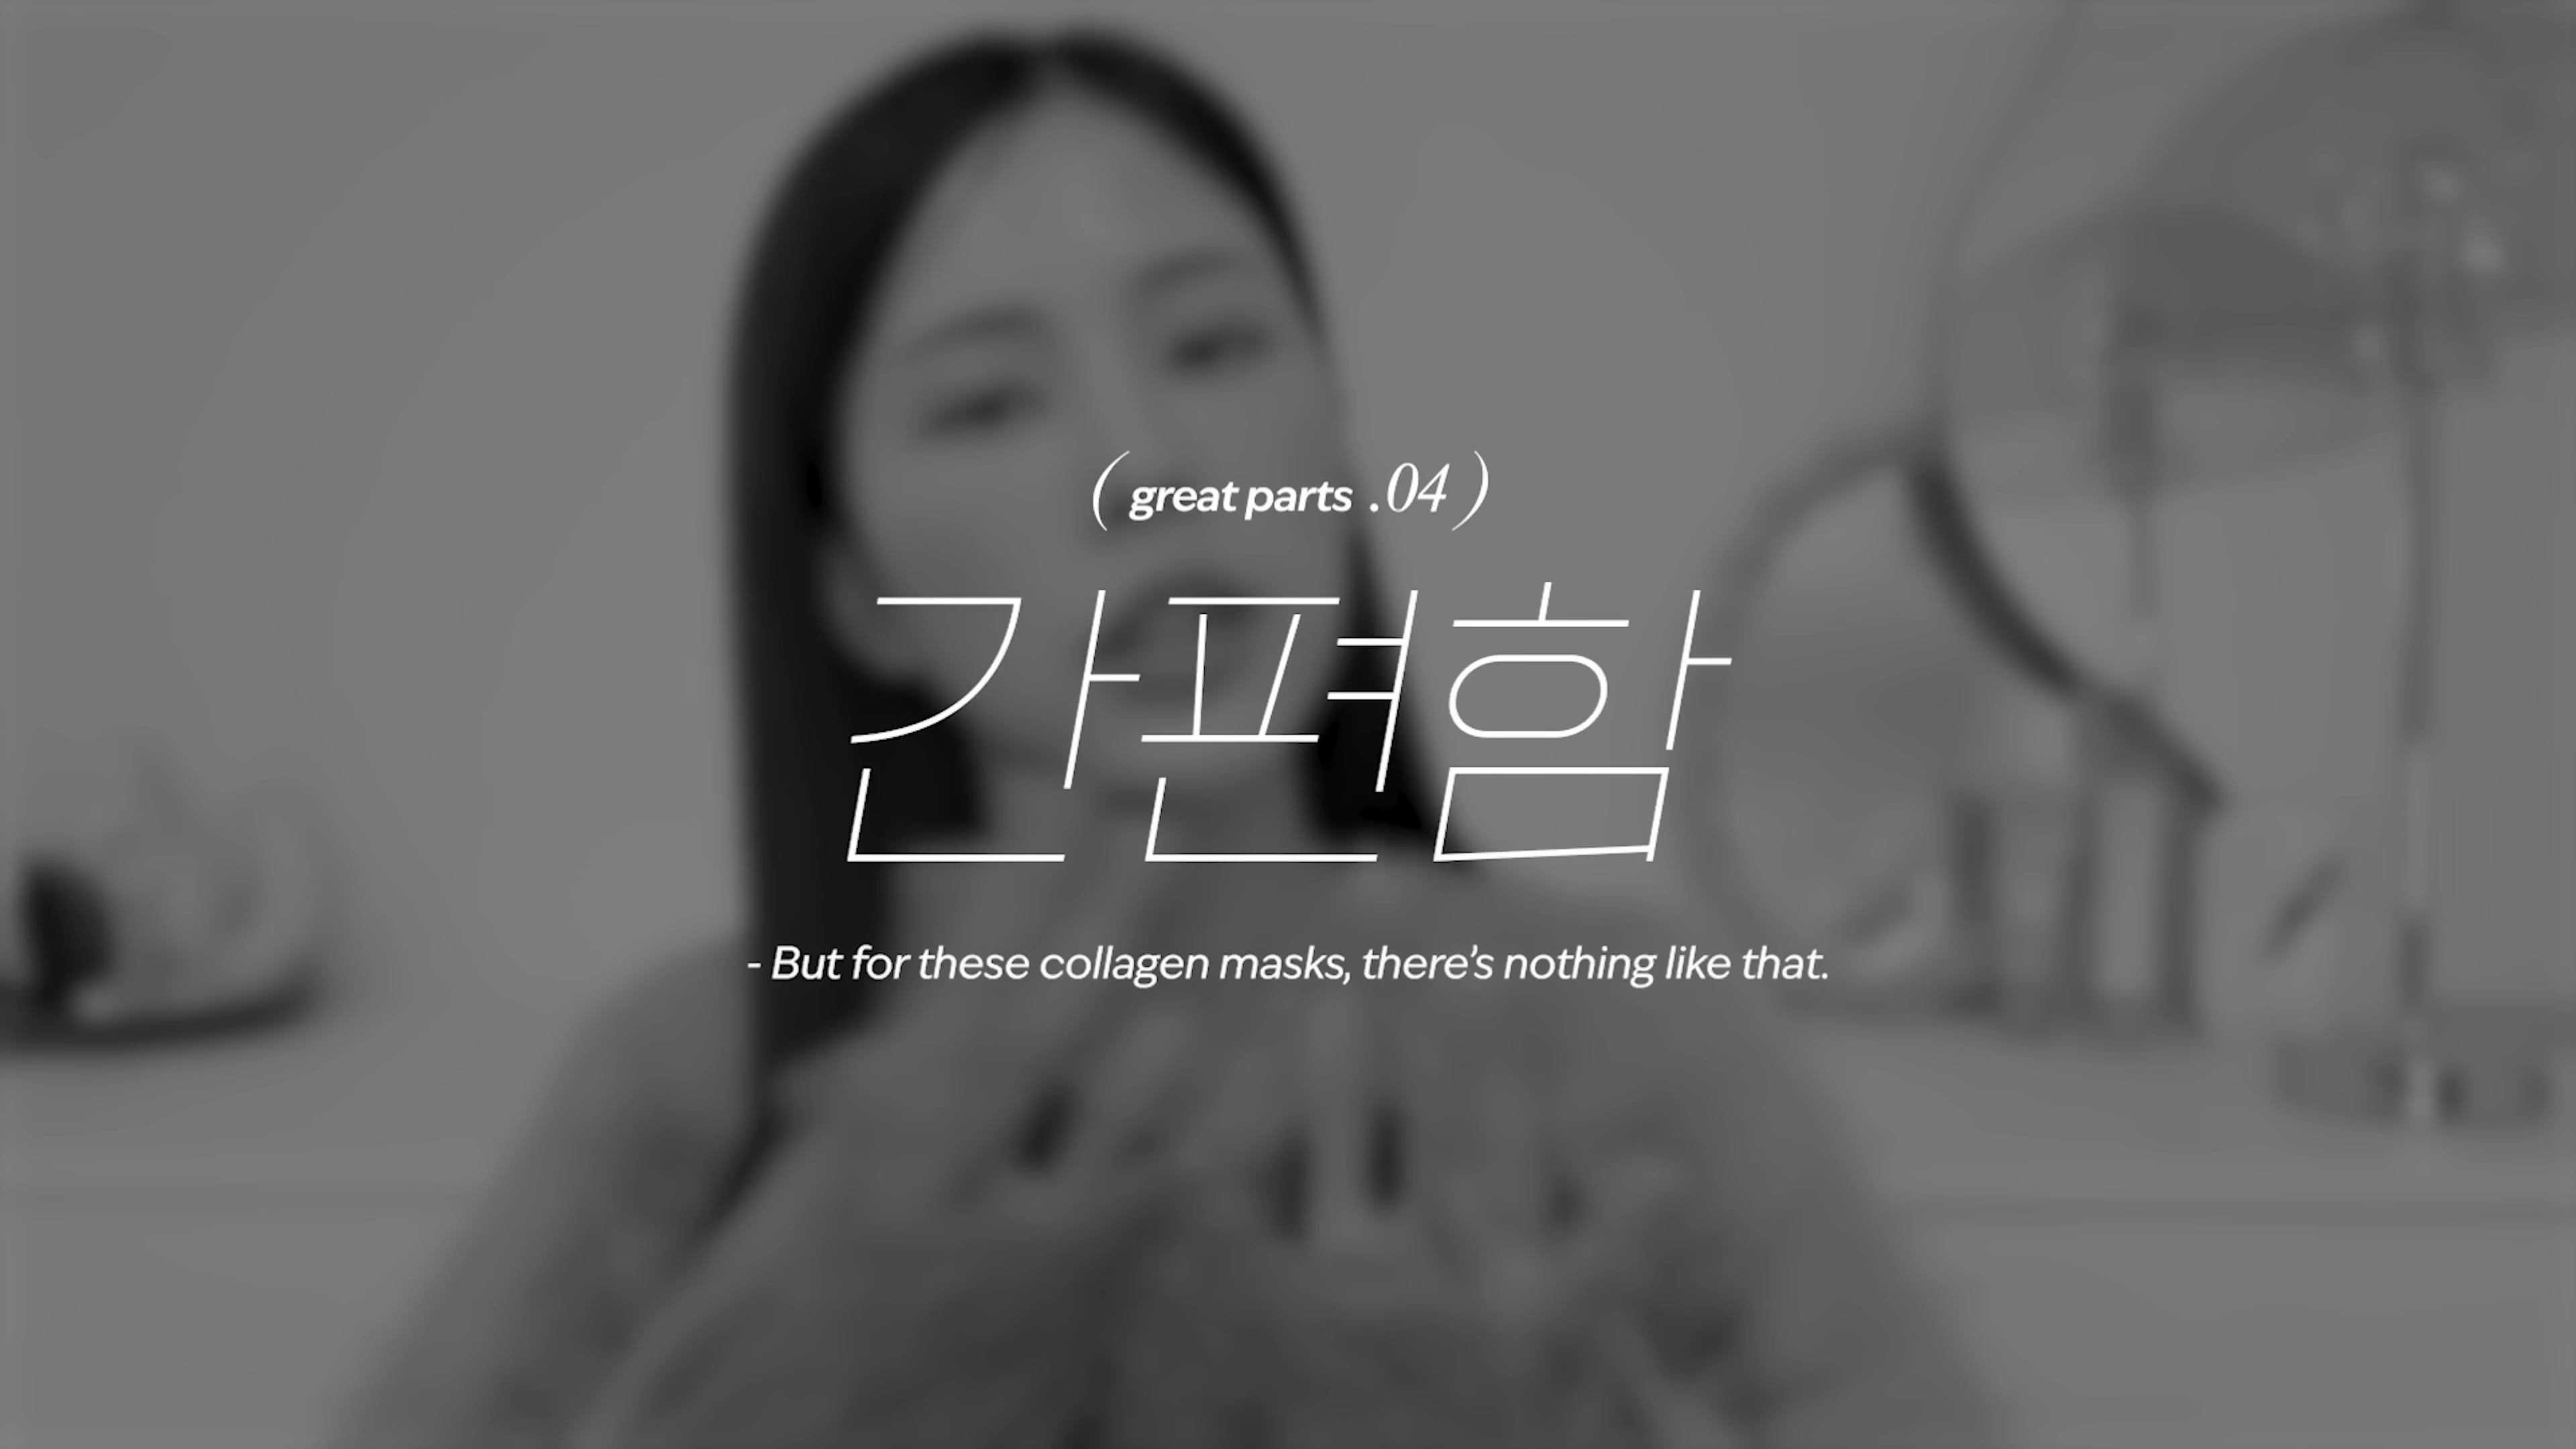 ( great parts .04 )
간편함
- But for these collagen masks, there's nothing like that.